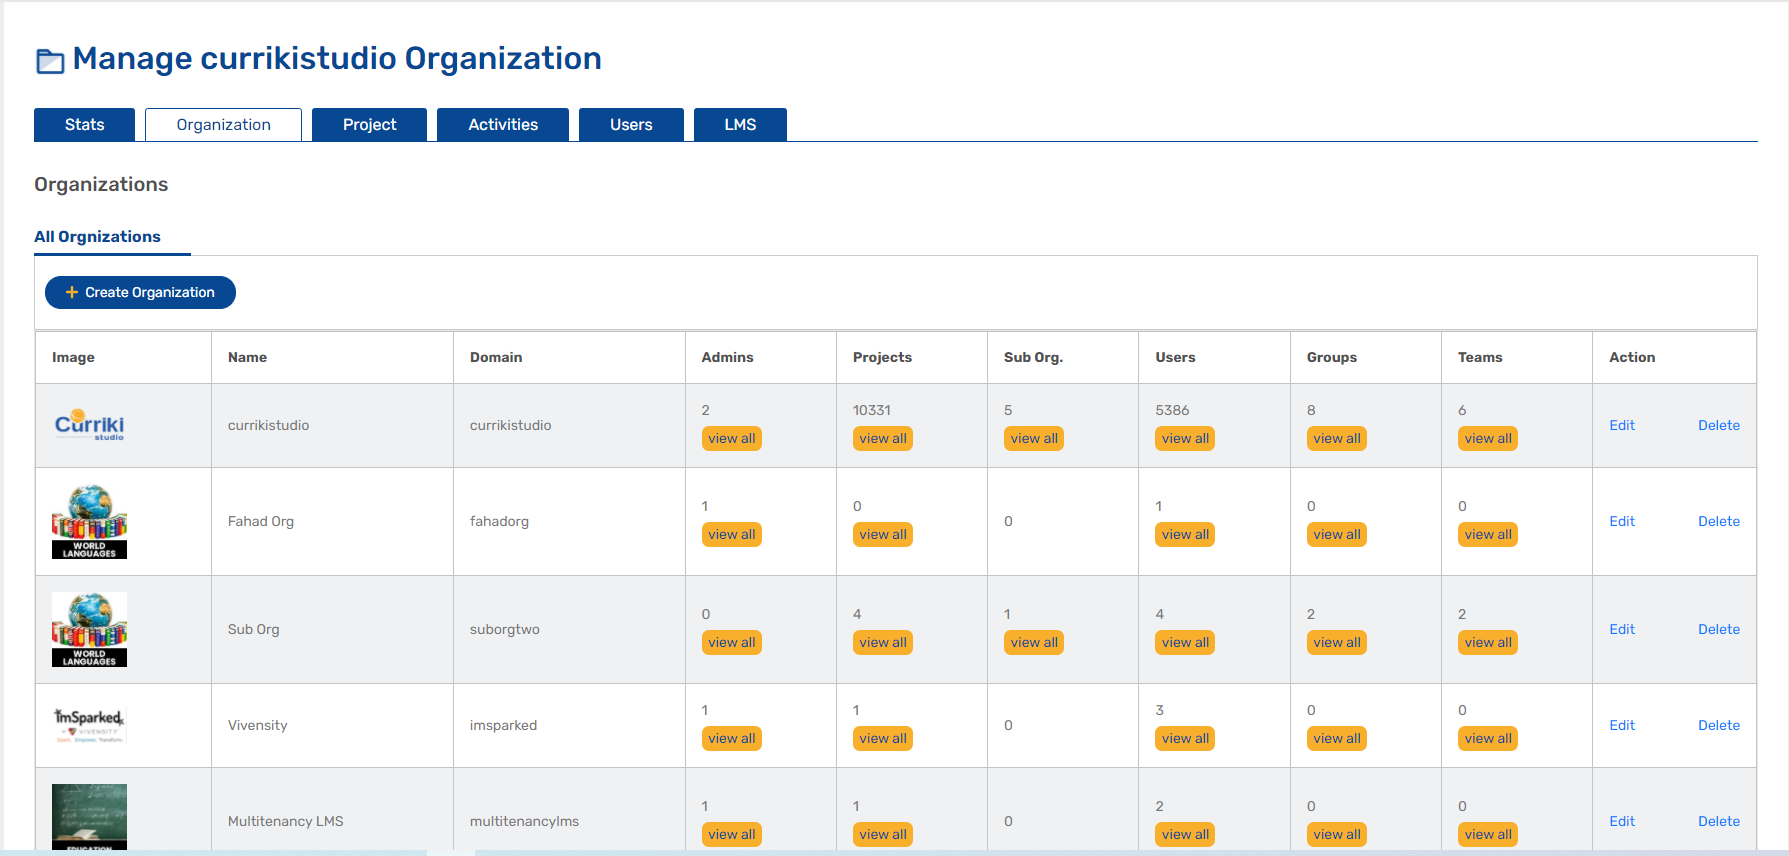 Manage currikistudio Organization
Stats Organization Project Activities Users LMS
Organizations
All Orgnizations
+ Create Organization
Image Name Domain Admins Projects Sub Org. Users Groups Teams Action
Curriki studio currikistudio currikistudio 2 view all 10331 view all 5 view all 5386 view all 8 view all 6 view all Edit Delete
WORLD LANGUAGES Fahad Org fahadorg 1 view all 0 view all 0 1 view all 0 view all 0 view all Edit Delete
WORLD LANGUAGES Sub Org suborgtwo 0 view all 4 view all 1 view all 4 view all 2 view all 2 view all Edit Delete
imSparked VIVENSITY Vivensity imsparked 1 view all 1 view all 0 3 view all 0 view all 0 view all Edit Delete
EDUCATION Multitenancy LMS multitenancylms 1 view all 1 view all 0 2 view all 0 view all 0 view all Edit Delete